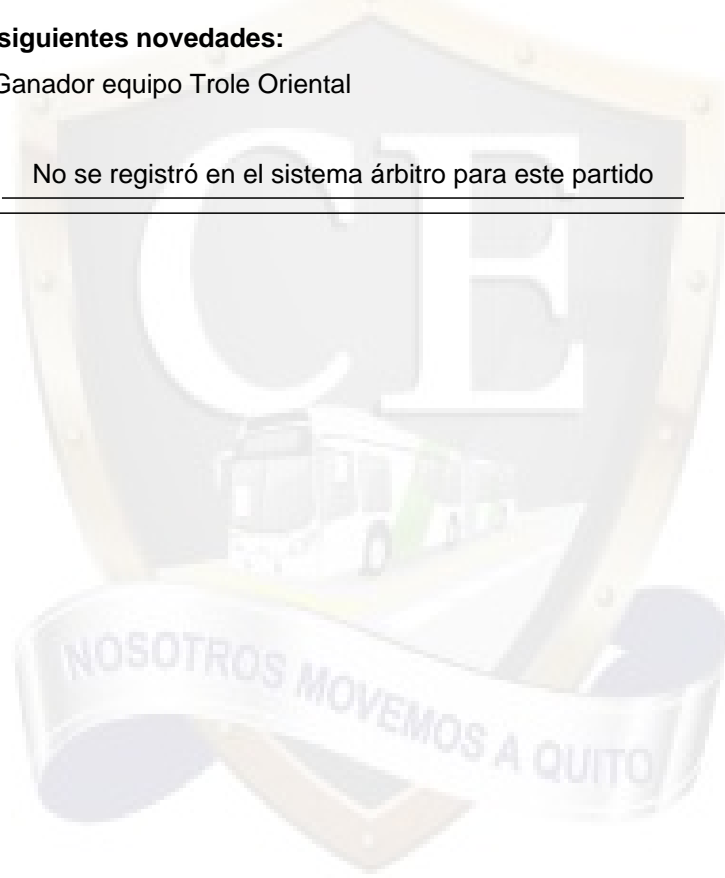 siguientes novedades:
Ganador equipo Trole Oriental
No se registró en el sistema árbitro para este partido
CE
NOSOTROS MOVEMOS A QUITO